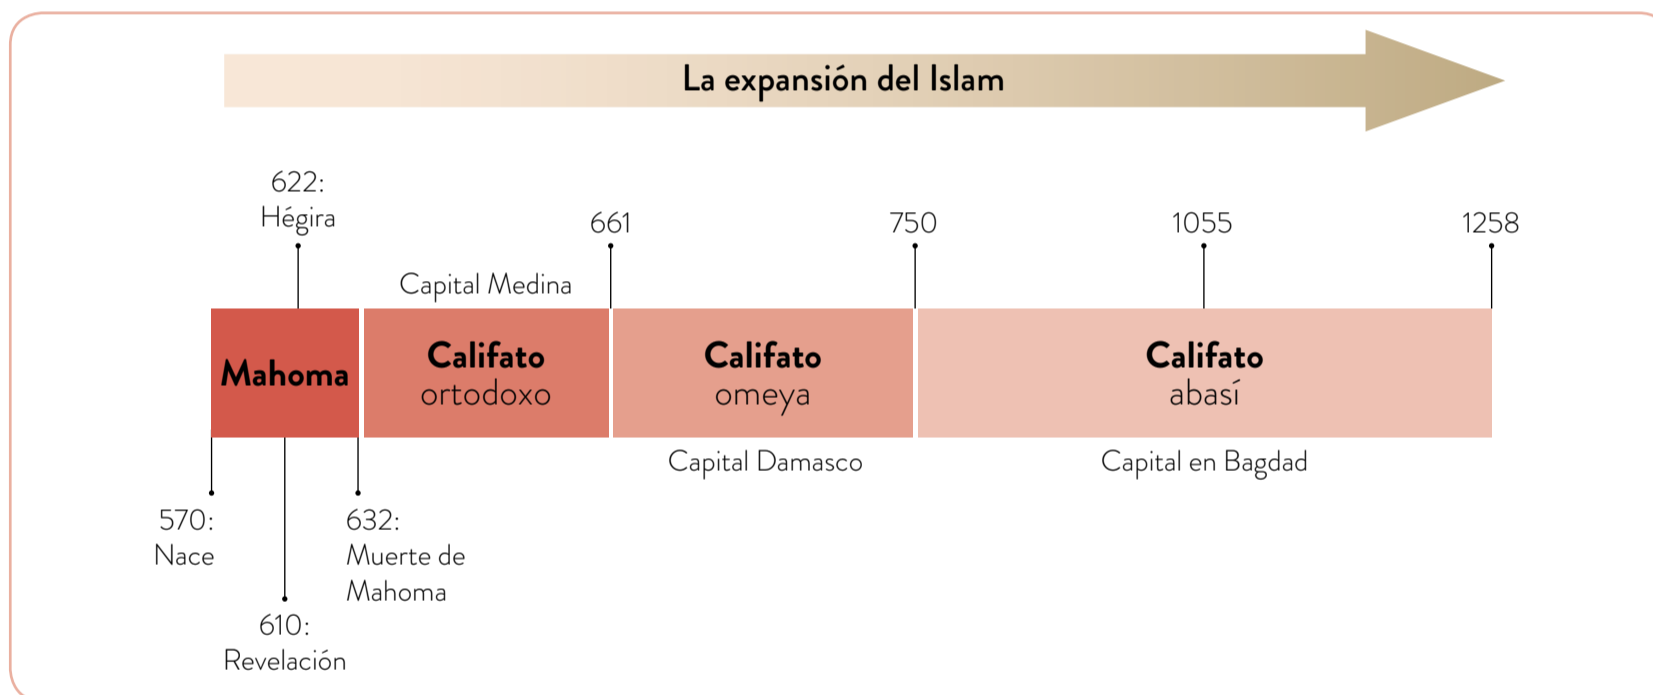 La expansión del Islam
622:
Hégira
661
750
1055
1258
Capital Medina
Mahoma
Califato
ortodoxo
Califato
omeya
Califato
abasí
Capital Damasco
Capital en Bagdad
570:
Nace
632:
Muerte de
Mahoma
610:
Revelación